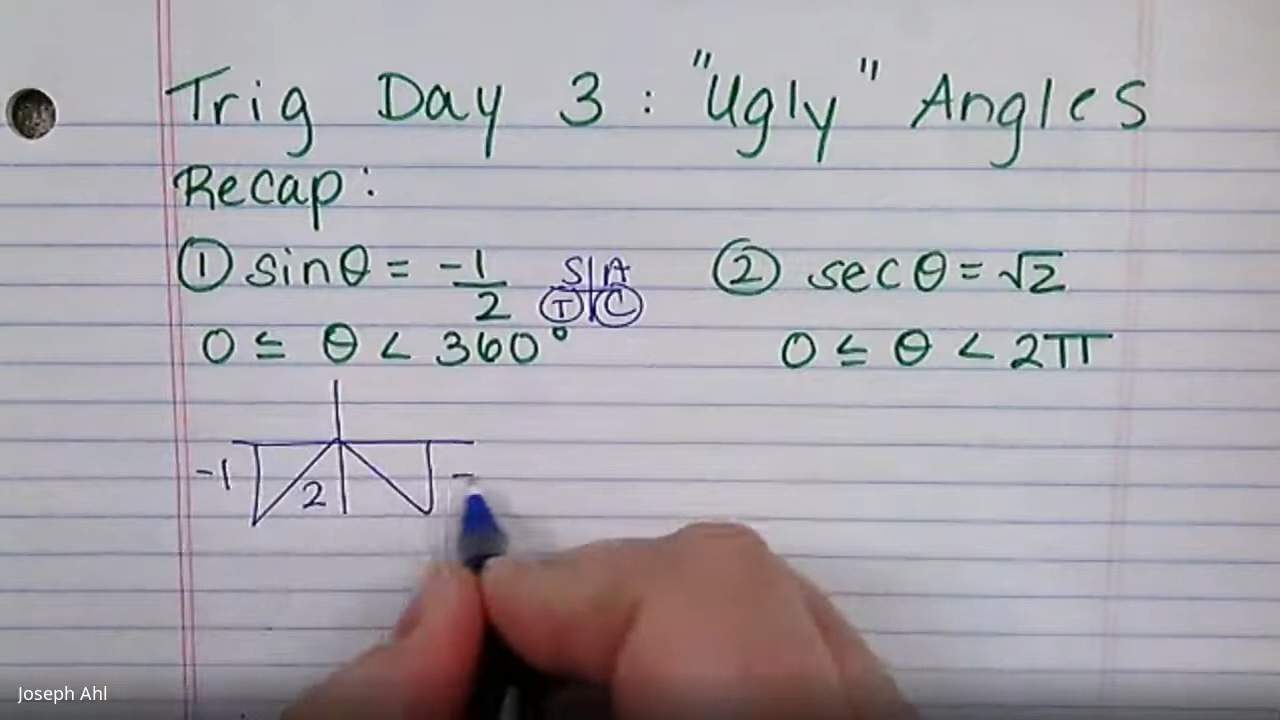 Trig Day 3: "Ugly" Angles
Recap:
① sinθ = -1/2
S A
T C
0 ≤ θ < 360°
② secθ = √2
0 ≤ θ < 2π
-1
2
-
Joseph Ahl